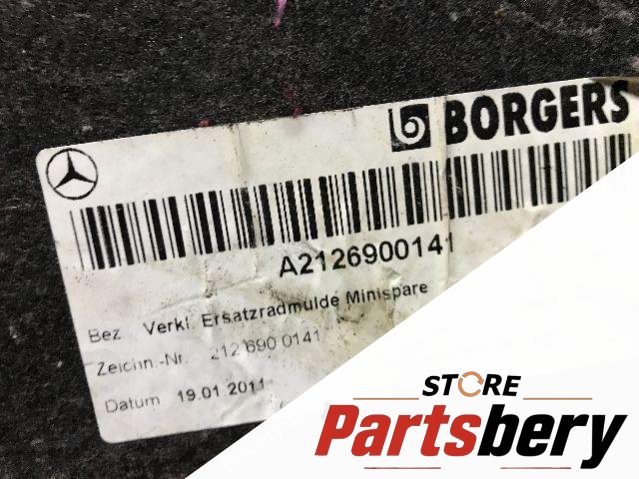 BORGERS
A2126900141
Bez Verkl. Ersatzradmulde Minispare
Zeichn.-Nr. 212 690 0141
Datum 19.01.2011
STORE
Partsbery